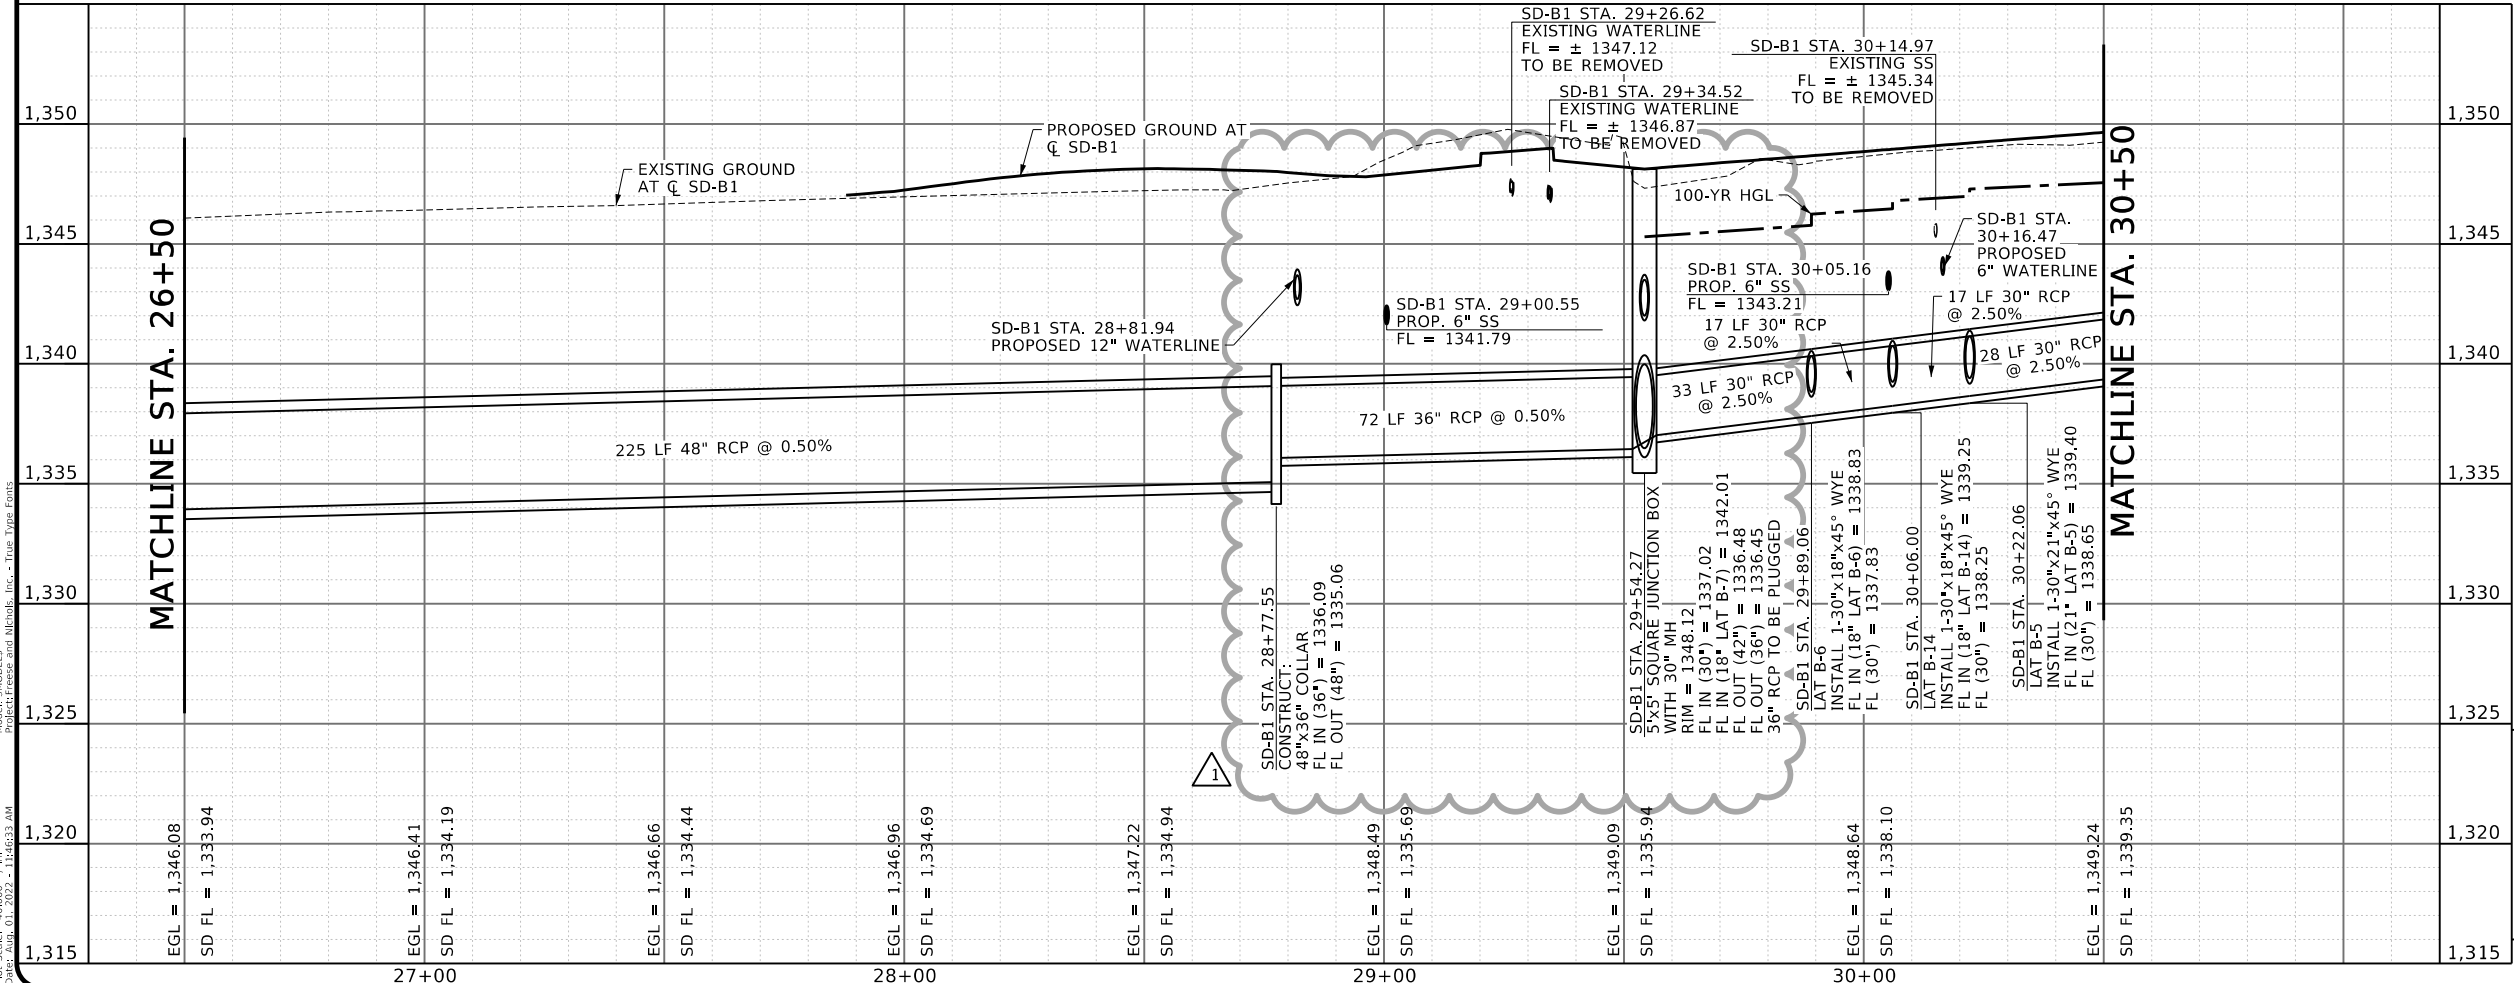 SD-B1 STA. 29+26.62
EXISTING WATERLINE
FL = ± 1347.12
TO BE REMOVED
SD-B1 STA. 30+14.97
EXISTING SS
FL = ± 1345.34
TO BE REMOVED
SD-B1 STA. 29+34.52
EXISTING WATERLINE
FL = ± 1346.87
TO BE REMOVED
1,350
1,345
1,340
1,335
1,330
1,325
1,320
1,315
MATCHLINE STA. 26+50
EXISTING GROUND
AT ℄ SD-B1
PROPOSED GROUND AT
℄ SD-B1
100-YR HGL
SD-B1 STA.
30+16.47
PROPOSED
6" WATERLINE
SD-B1 STA. 30+05.16
PROP. 6" SS
FL = 1343.21
SD-B1 STA. 28+81.94
PROPOSED 12" WATERLINE
SD-B1 STA. 29+00.55
PROP. 6" SS
FL = 1341.79
17 LF 30" RCP
@ 2.50%
17 LF 30" RCP
@ 2.50%
28 LF 30" RCP
@ 2.50%
33 LF 30" RCP
@ 2.50%
72 LF 36" RCP @ 0.50%
225 LF 48" RCP @ 0.50%
MATCHLINE STA. 30+50
1,350
1,345
1,340
1,335
1,330
1,325
1,320
1,315
SD-B1 STA. 28+77.55
CONSTRUCT:
48"x36" COLLAR
FL IN (36") = 1336.09
FL OUT (48") = 1335.06
SD-B1 STA. 29+54.27
5'x5' SQUARE JUNCTION BOX
WITH 30" MH
RIM = 1348.12
FL IN (30") = 1337.02
FL IN (18" LAT B-7) = 1342.01
FL OUT (42") = 1336.48
FL OUT (36") = 1336.45
36" RCP TO BE PLUGGED
SD-B1 STA. 29+89.06
LAT B-6
INSTALL 1-30"x18"x45° WYE
FL IN (18" LAT B-6) = 1338.83
FL (30") = 1337.83
SD-B1 STA. 30+06.00
LAT B-14
INSTALL 1-30"x18"x45° WYE
FL IN (18" LAT B-14) = 1339.25
FL (30") = 1338.25
SD-B1 STA. 30+22.06
LAT B-5
INSTALL 1-30"x21"x45° WYE
FL IN (21" LAT B-5) = 1339.40
FL (30") = 1338.65
1
EGL = 1,346.08
SD FL = 1,333.94
EGL = 1,346.41
SD FL = 1,334.19
EGL = 1,346.66
SD FL = 1,334.44
EGL = 1,346.96
SD FL = 1,334.69
EGL = 1,347.22
SD FL = 1,334.94
EGL = 1,348.49
SD FL = 1,335.69
EGL = 1,349.09
SD FL = 1,335.94
EGL = 1,348.64
SD FL = 1,338.10
EGL = 1,349.24
SD FL = 1,339.35
27+00
28+00
29+00
30+00
Project: Freese and Nichols, Inc. - True Type Fonts
Date: Aug. 01, 2022 - 11:46:33 AM